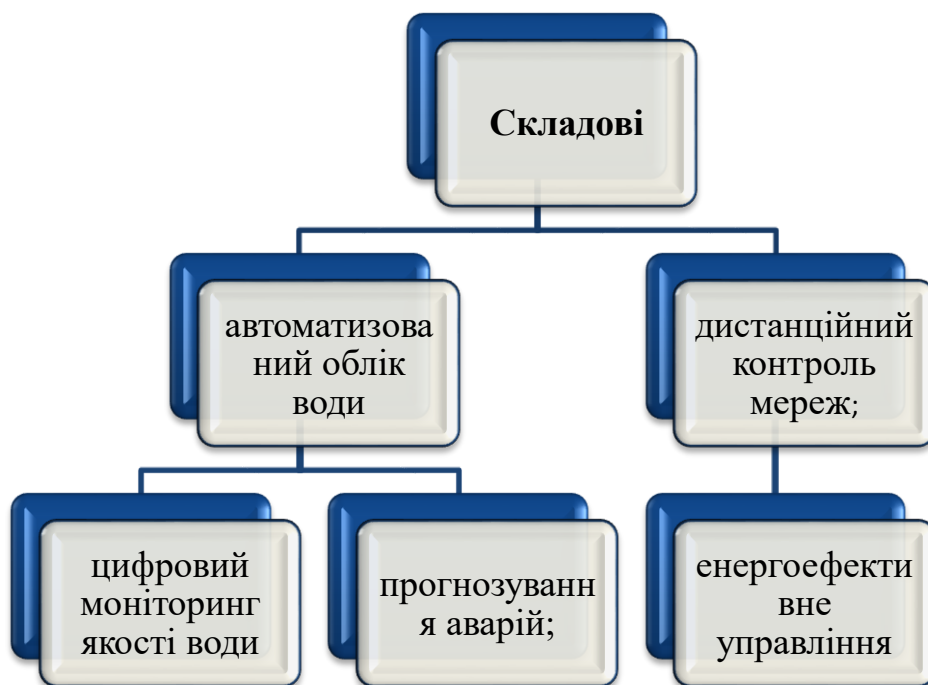 Складові
автоматизова
ний облік
води
дистанційний
контроль
мереж;
цифровий
моніторинг
якості води
прогнозуванн
я аварій;
енергоефекти
вне
управління